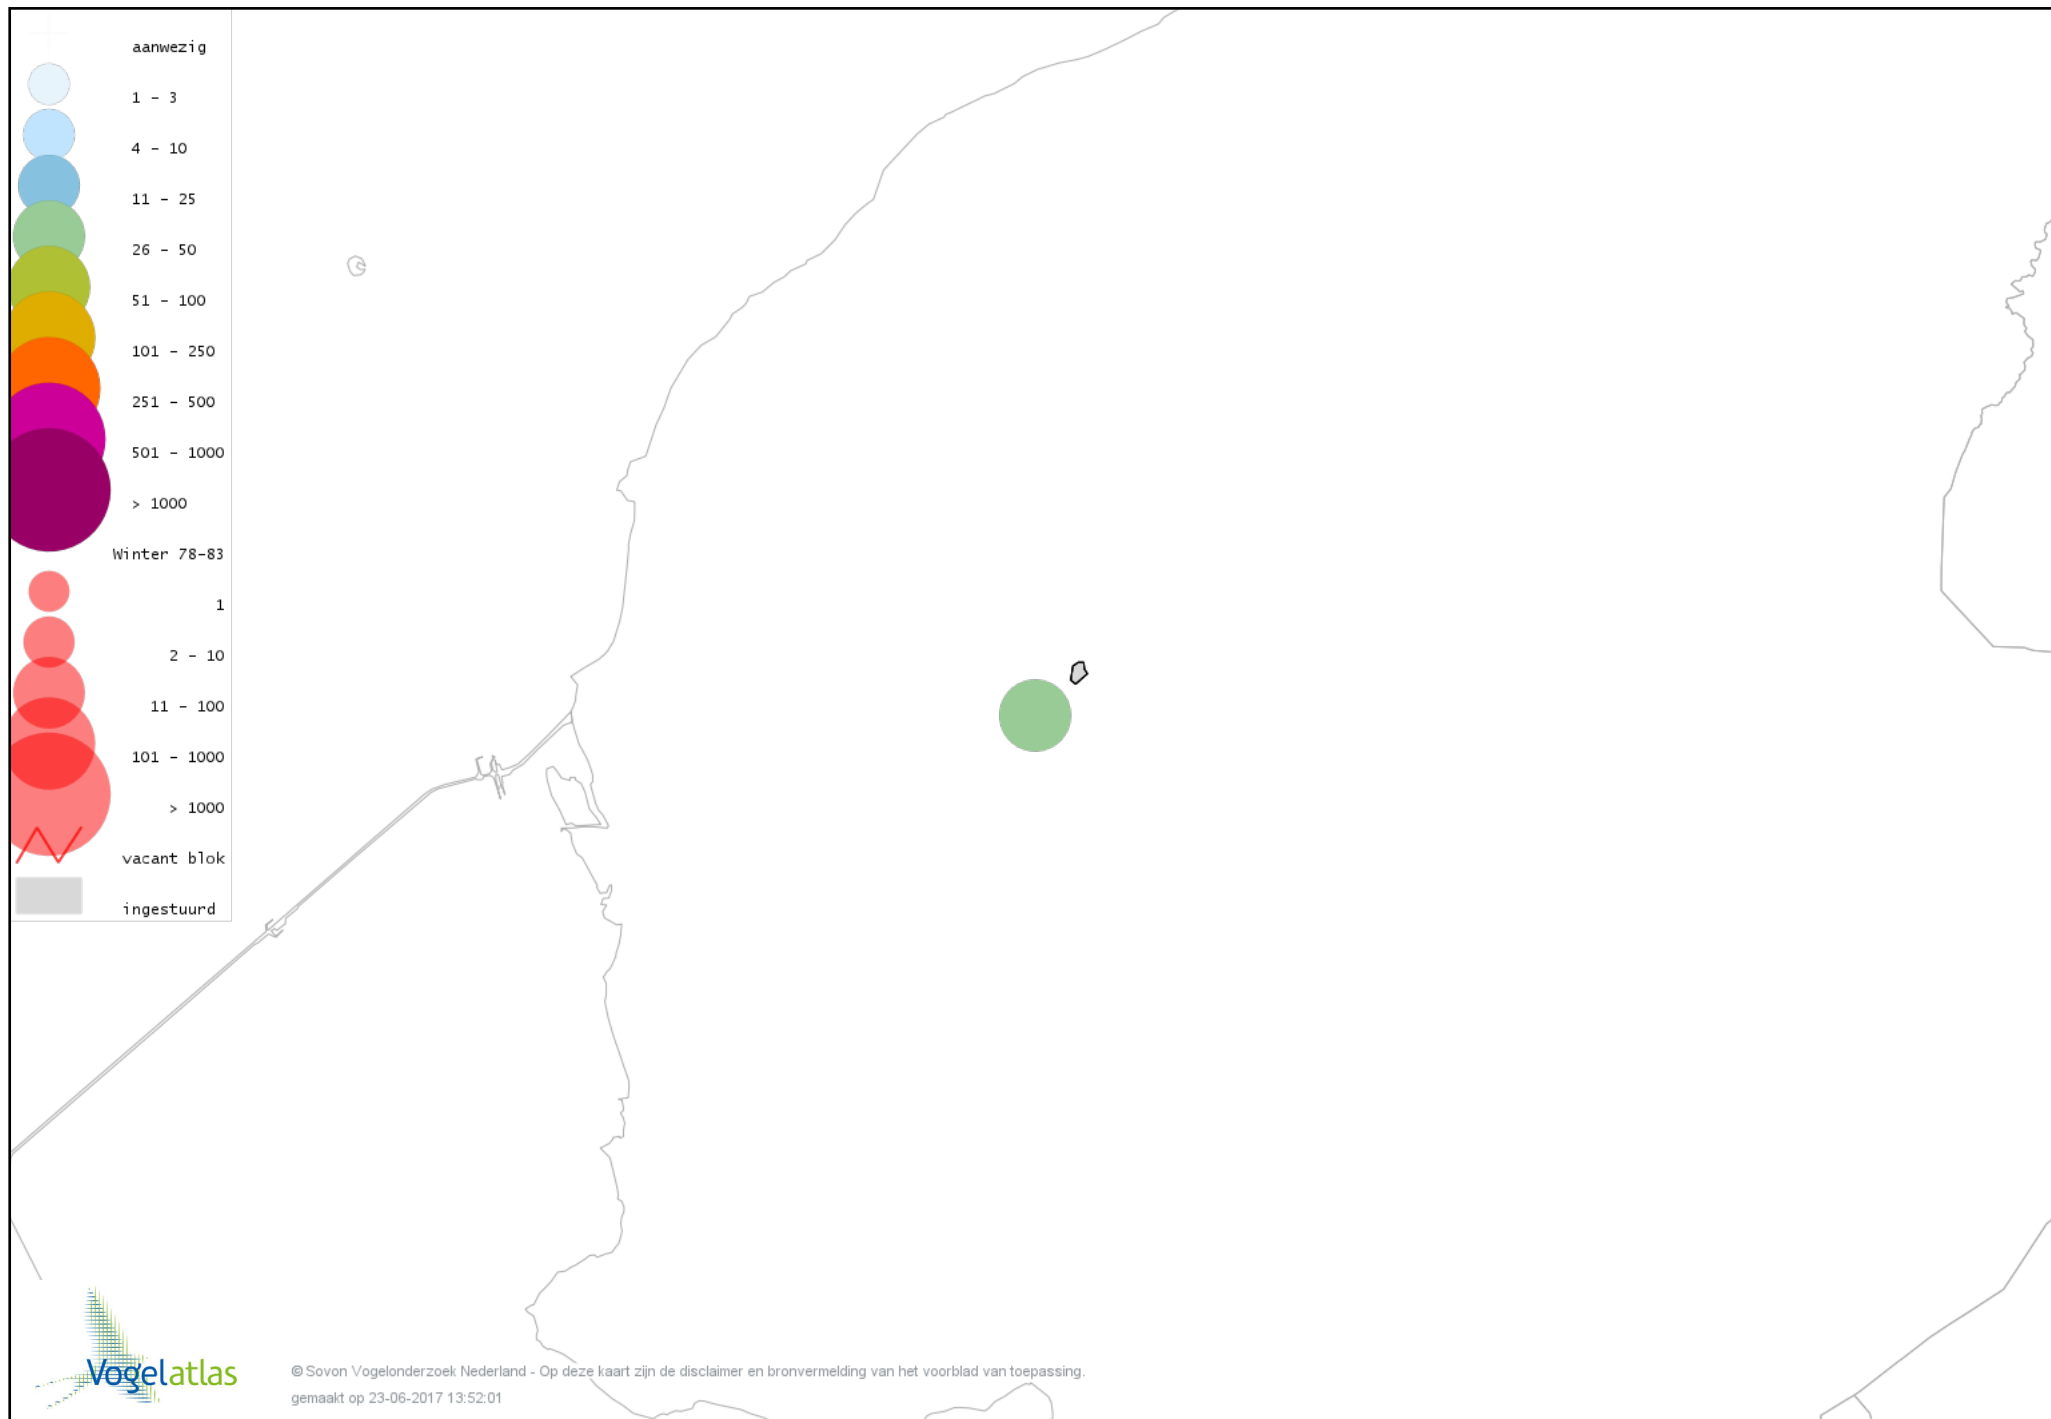 aanwezig
1 - 3
4 - 10
11 - 25
26 - 50
51 - 100
101 - 250
251 - 500
501 - 1000
> 1000
Winter 78-83
1
2 - 10
11 - 100
101 - 1000
> 1000
vacant blok
ingestuurd
Vogelatlas
© Sovon Vogelonderzoek Nederland - Op deze kaart zijn de disclaimer en bronvermelding van het voorblad van toepassing.
gemaakt op 23-06-2017 13:52:01